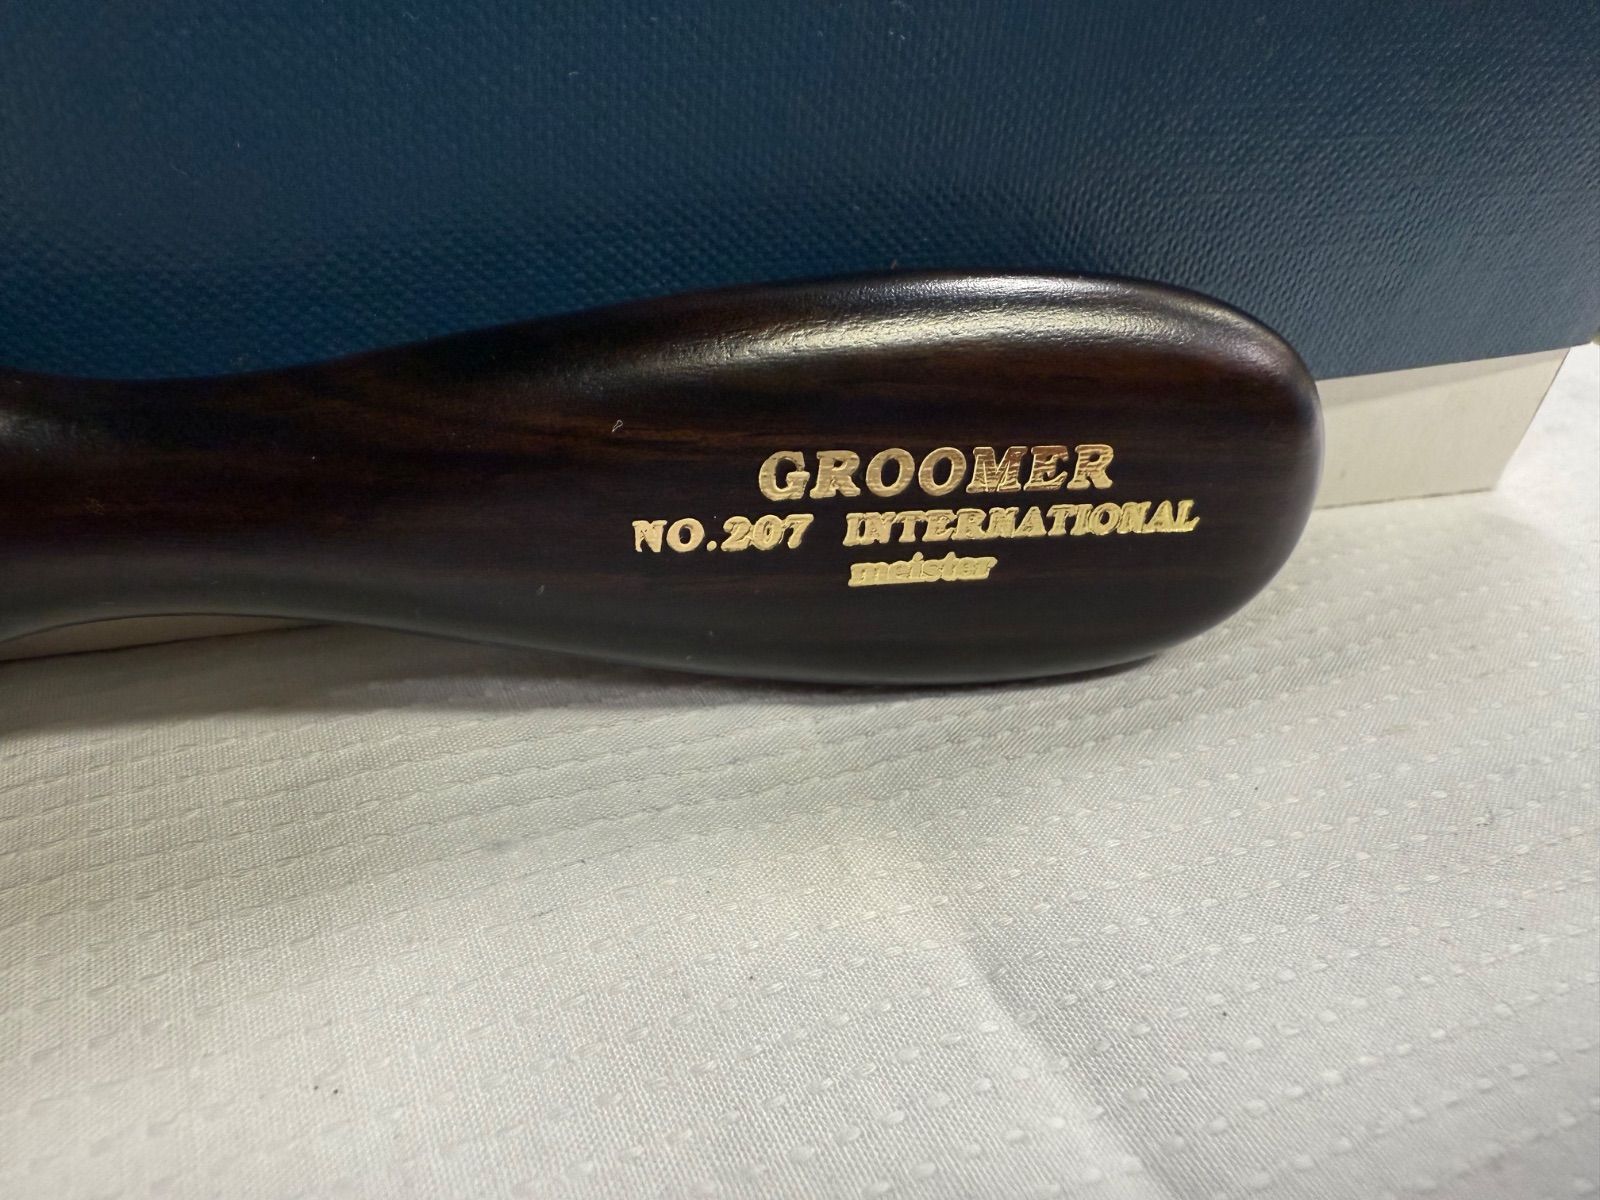 GROOMER
NO.207 INTERNATIONAL
meister